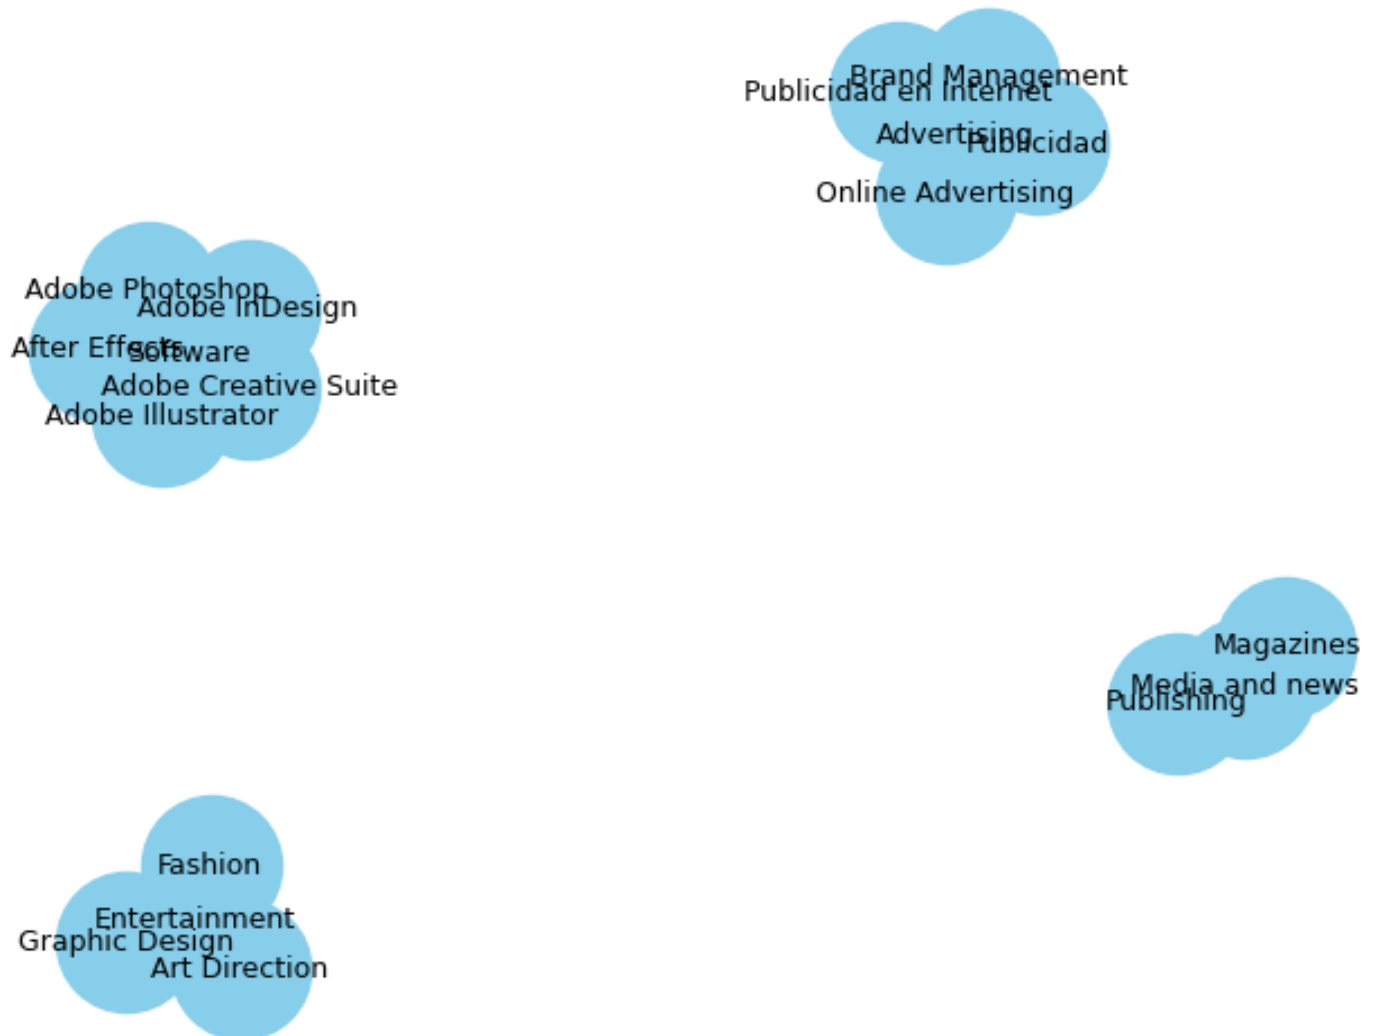 Brand Management
Publicidad en Internet
Advertising
Publicidad
Online Advertising
Adobe Photoshop
Adobe InDesign
After Effects
Software
Adobe Creative Suite
Adobe Illustrator
Magazines
Media and news
Publishing
Fashion
Entertainment
Graphic Design
Art Direction